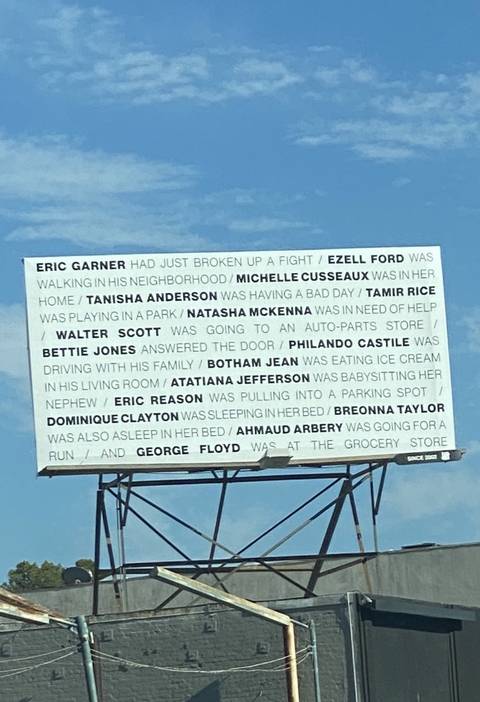 ERIC GARNER HAD JUST BROKEN UP A FIGHT / EZELL FORD WAS
WALKING IN HIS NEIGHBORHOOD / MICHELLE CUSSEAUX WAS IN HER
HOME / TANISHA ANDERSON WAS HAVING A BAD DAY / TAMIR RICE
WAS PLAYING IN A PARK / NATASHA MCKENNA WAS IN NEED OF HELP
/ WALTER SCOTT WAS GOING TO AN AUTO-PARTS STORE /
BETTIE JONES ANSWERED THE DOOR / PHILANDO CASTILE WAS
DRIVING WITH HIS FAMILY / BOTHAM JEAN WAS EATING ICE CREAM
IN HIS LIVING ROOM / ATATIANA JEFFERSON WAS BABYSITTING HER
NEPHEW / ERIC REASON WAS PULLING INTO A PARKING SPOT /
DOMINIQUE CLAYTON WAS SLEEPING IN HER BED / BREONNA TAYLOR
WAS ALSO ASLEEP IN HER BED / AHMAUD ARBERY WAS GOING FOR A
RUN / AND GEORGE FLOYD WAS AT THE GROCERY STORE
SINCE 2002